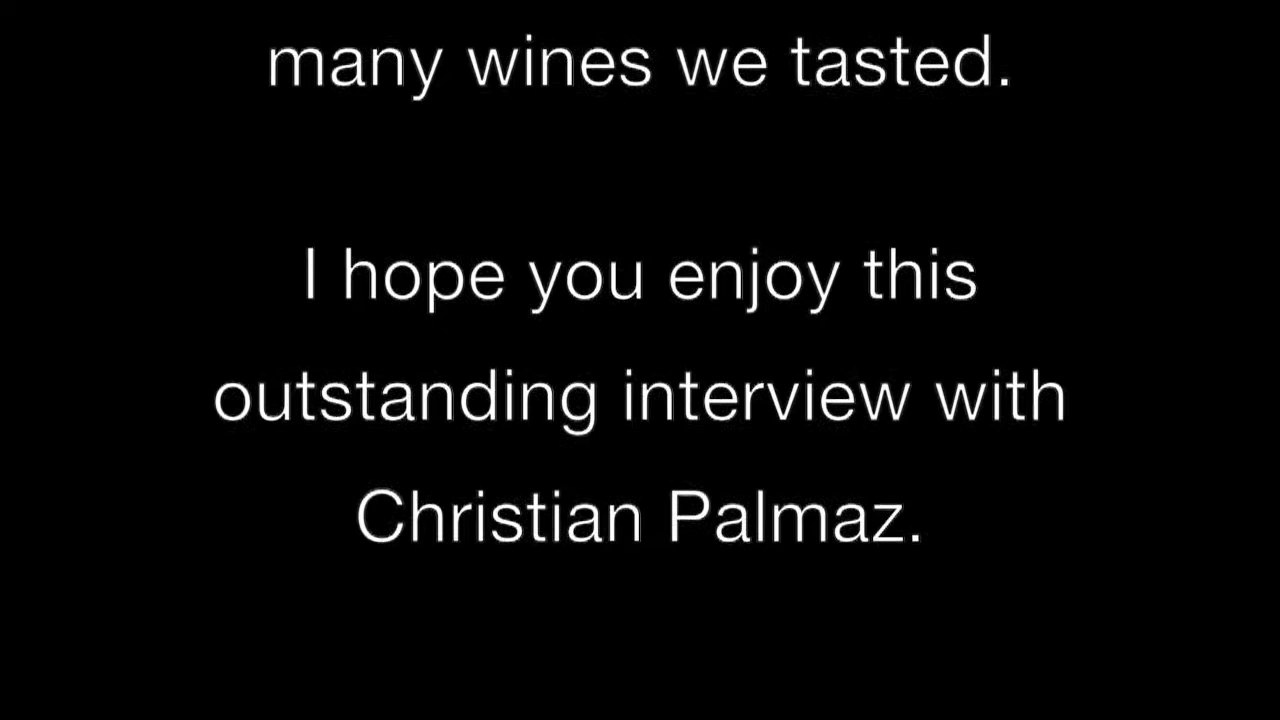 many wines we tasted.
I hope you enjoy this
outstanding interview with
Christian Palmaz.